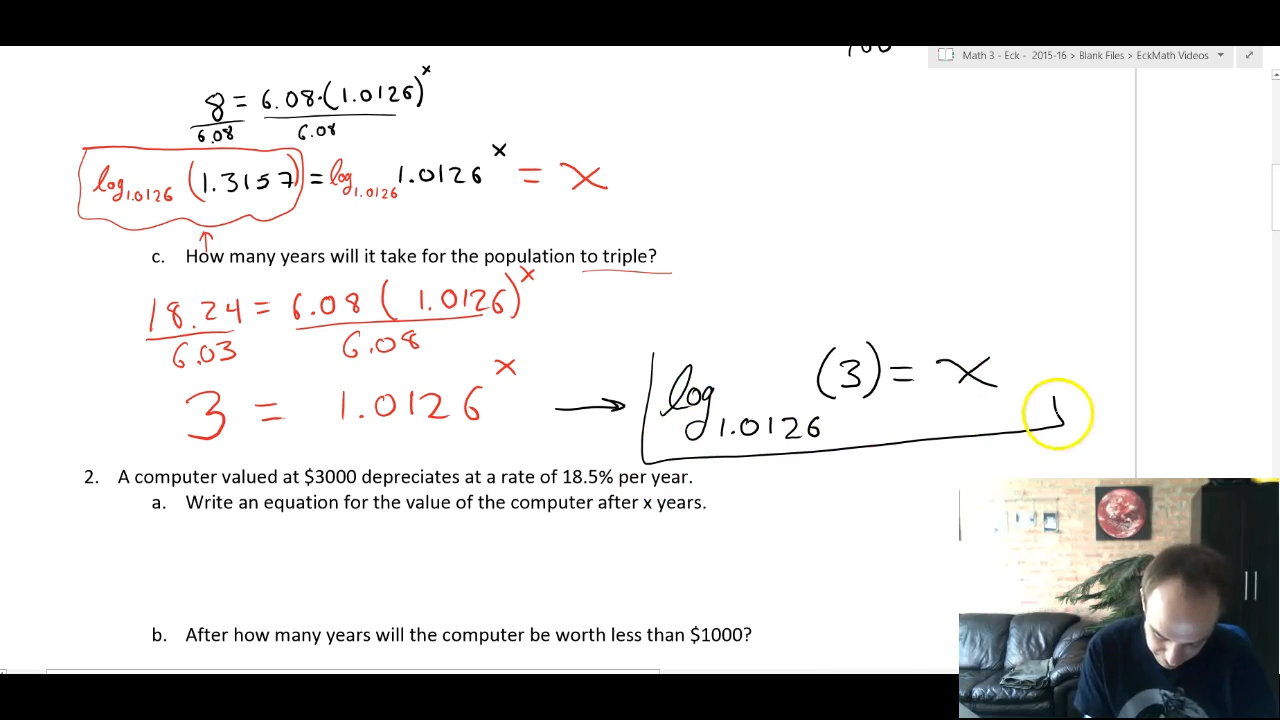 Math 3 - Eck - 2015-16 > Blank Files > EckMath Videos
8 = 6.08·(1.0126)^x
6.08 6.08
log_1.0126 (1.3157) = log_1.0126 1.0126^x = x
c. How many years will it take for the population to triple?
18.24 = 6.08 (1.0126)^x
6.03 6.08
3 = 1.0126^x → log_1.0126 (3) = x
2. A computer valued at $3000 depreciates at a rate of 18.5% per year.
a. Write an equation for the value of the computer after x years.
b. After how many years will the computer be worth less than $1000?